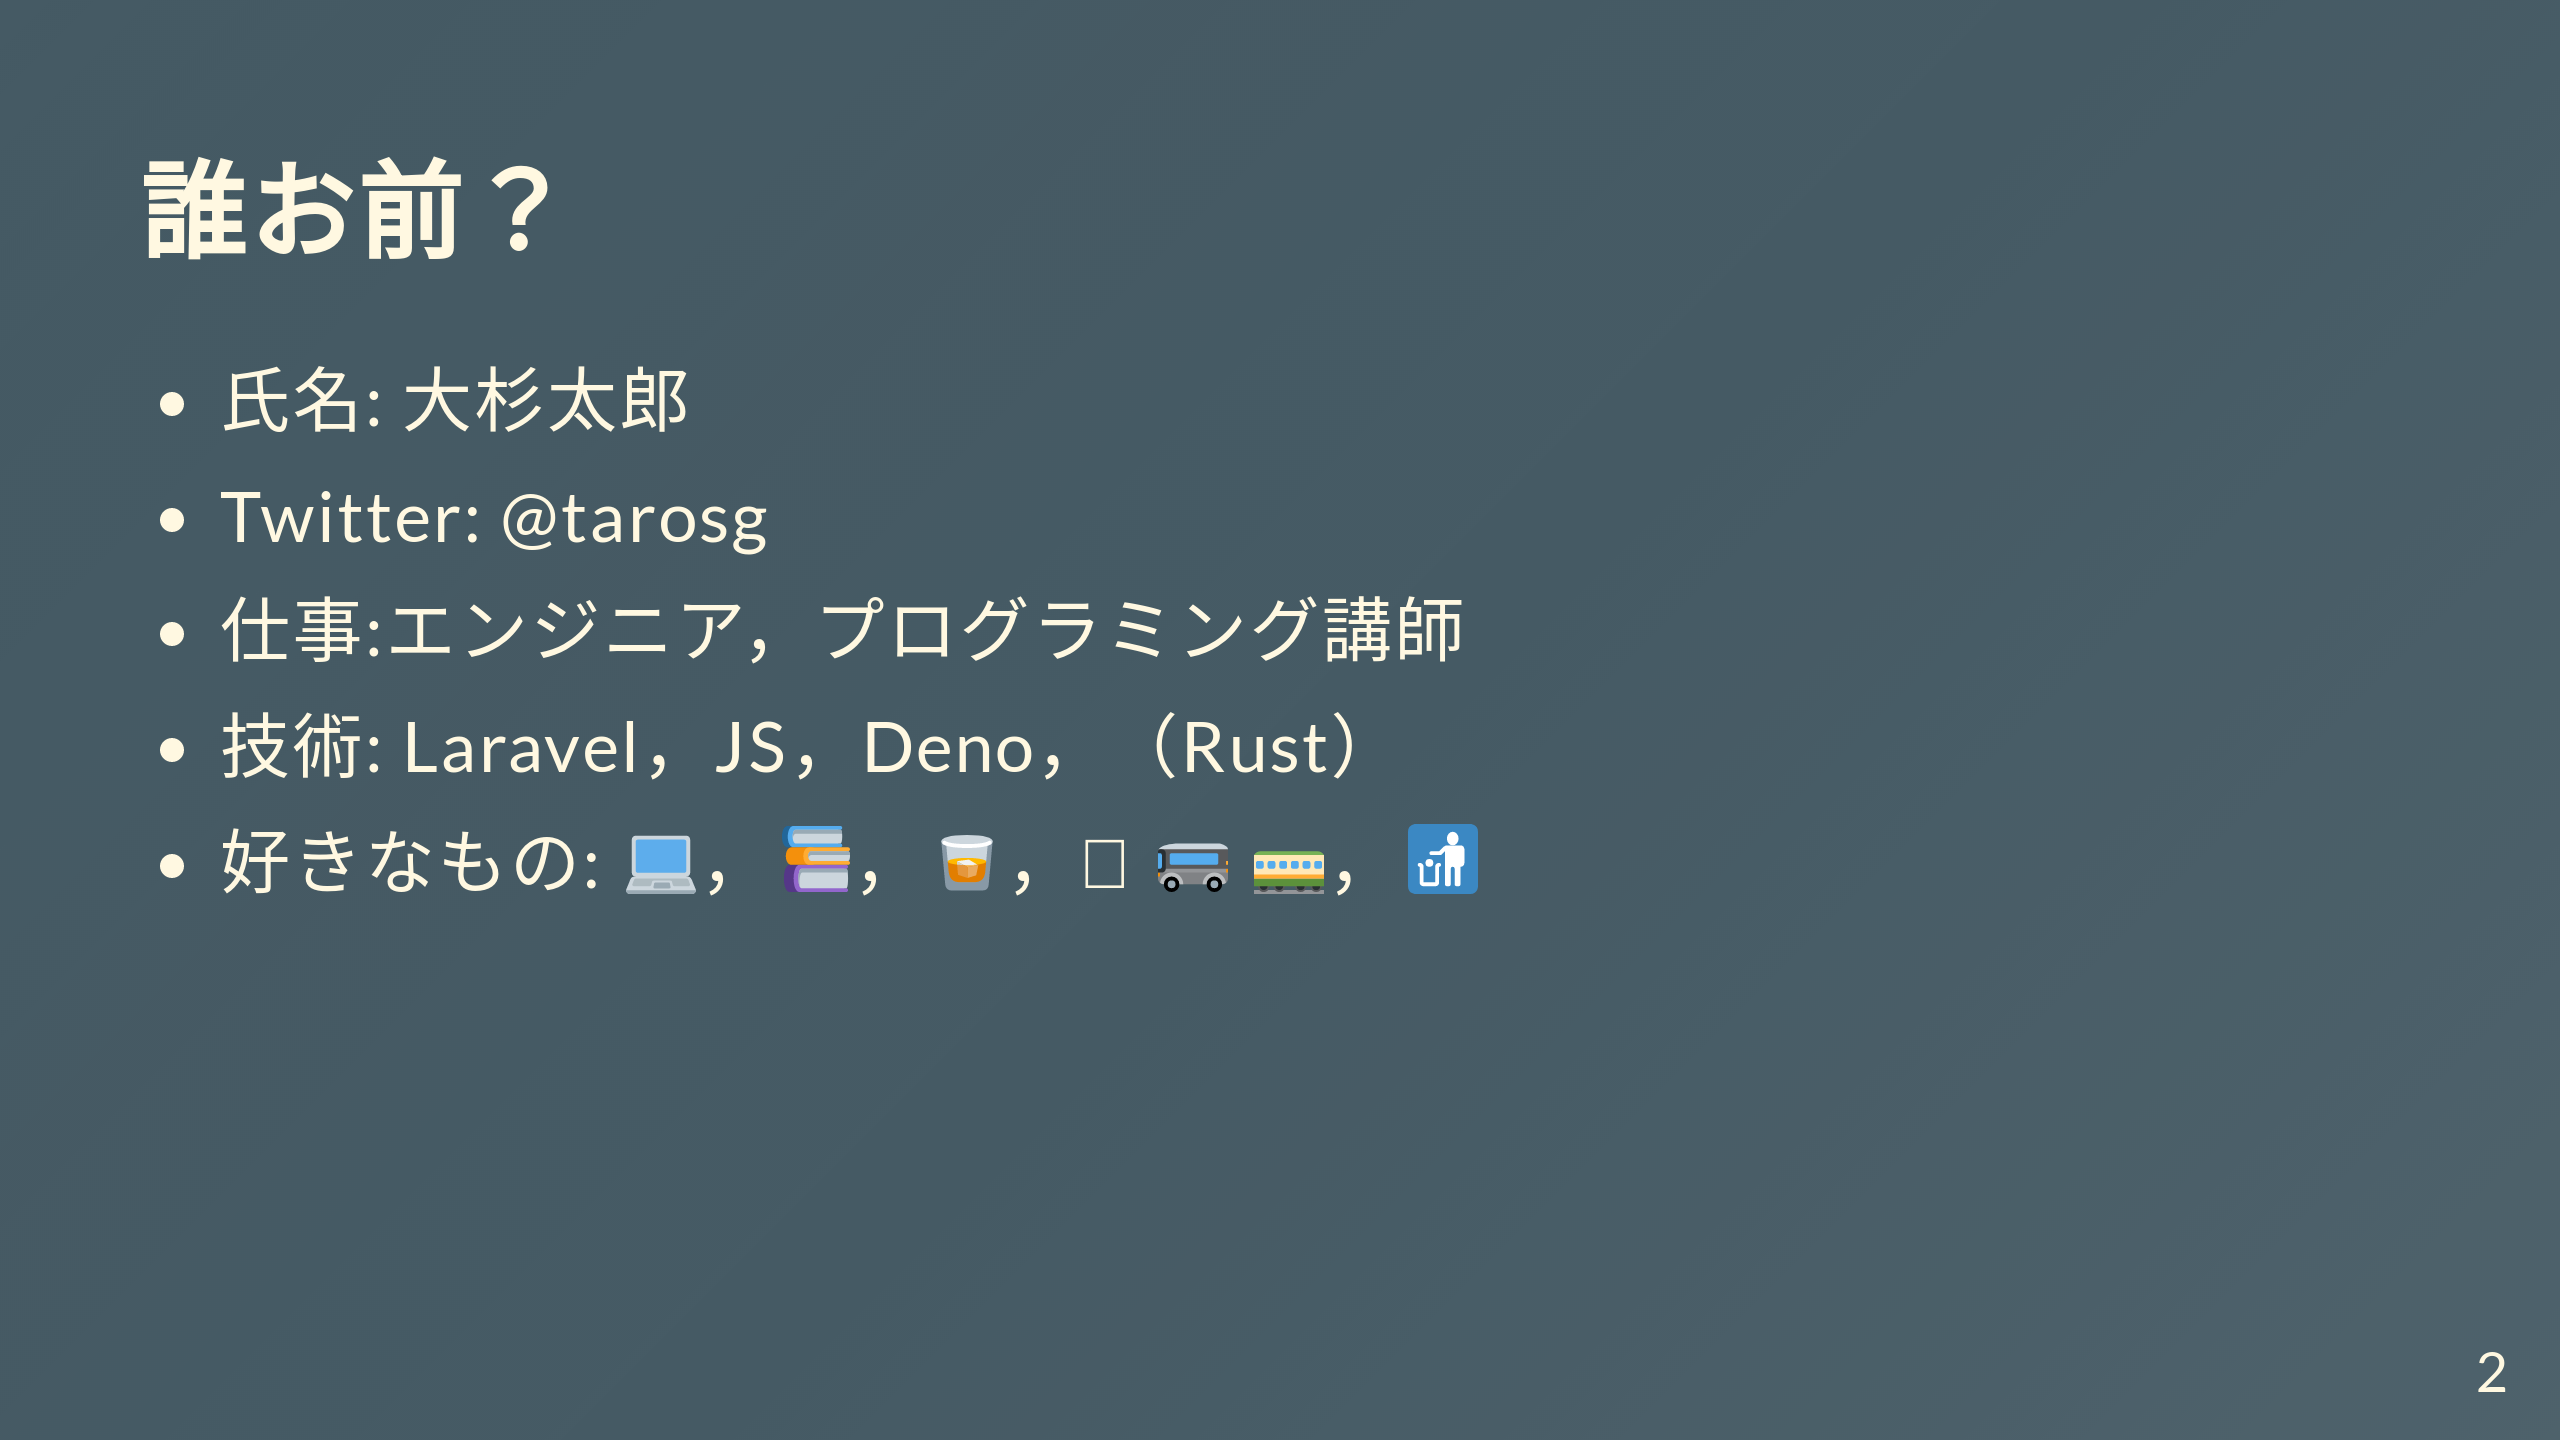 誰お前？
氏名: 大杉太郎
Twitter: @tarosg
仕事:エンジニア，プログラミング講師
技術: Laravel，JS，Deno，（Rust）
好きなもの: 💻，📚，🥃，□ 🚌 🚃，🚮
2